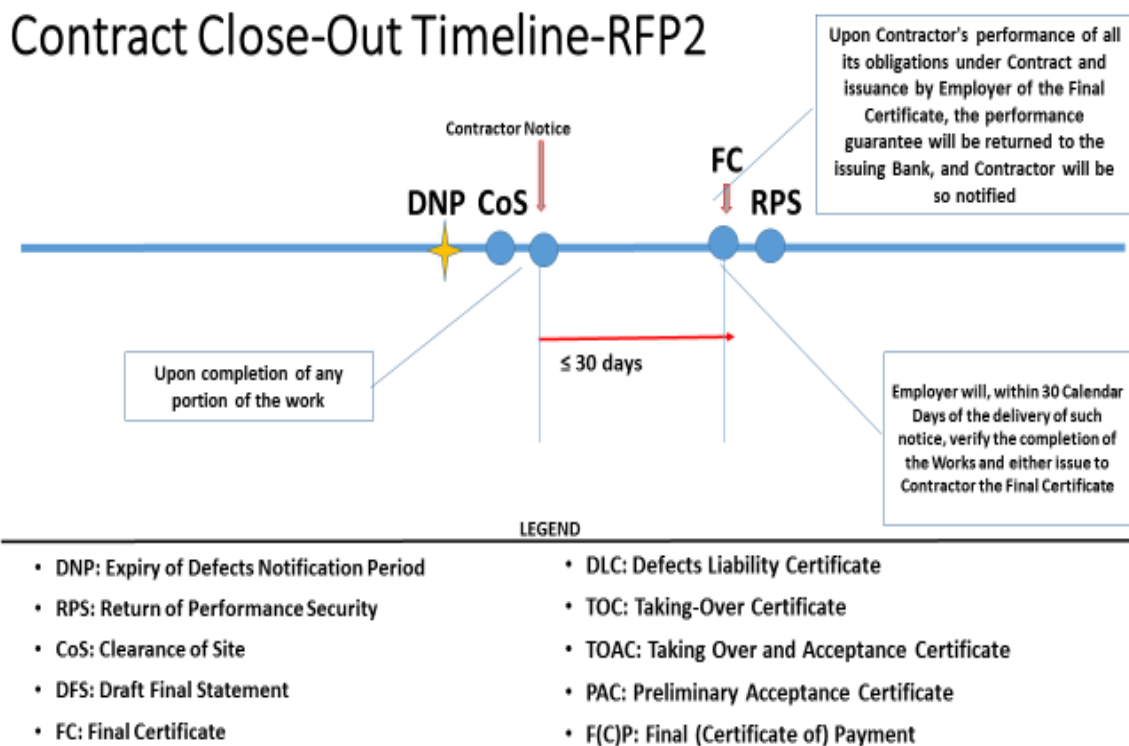 Contract Close-Out Timeline-RFP2
Upon Contractor's performance of all
its obligations under Contract and
issuance by Employer of the Final
Certificate, the performance
guarantee will be returned to the
issuing Bank, and Contractor will be
so notified
Contractor Notice
FC
DNP CoS
RPS
≤ 30 days
Upon completion of any
portion of the work
Employer will, within 30 Calendar
Days of the delivery of such
notice, verify the completion of
the Works and either issue to
Contractor the Final Certificate
LEGEND
• DNP: Expiry of Defects Notification Period
• RPS: Return of Performance Security
• CoS: Clearance of Site
• DFS: Draft Final Statement
• FC: Final Certificate
• DLC: Defects Liability Certificate
• TOC: Taking-Over Certificate
• TOAC: Taking Over and Acceptance Certificate
• PAC: Preliminary Acceptance Certificate
• F(C)P: Final (Certificate of) Payment